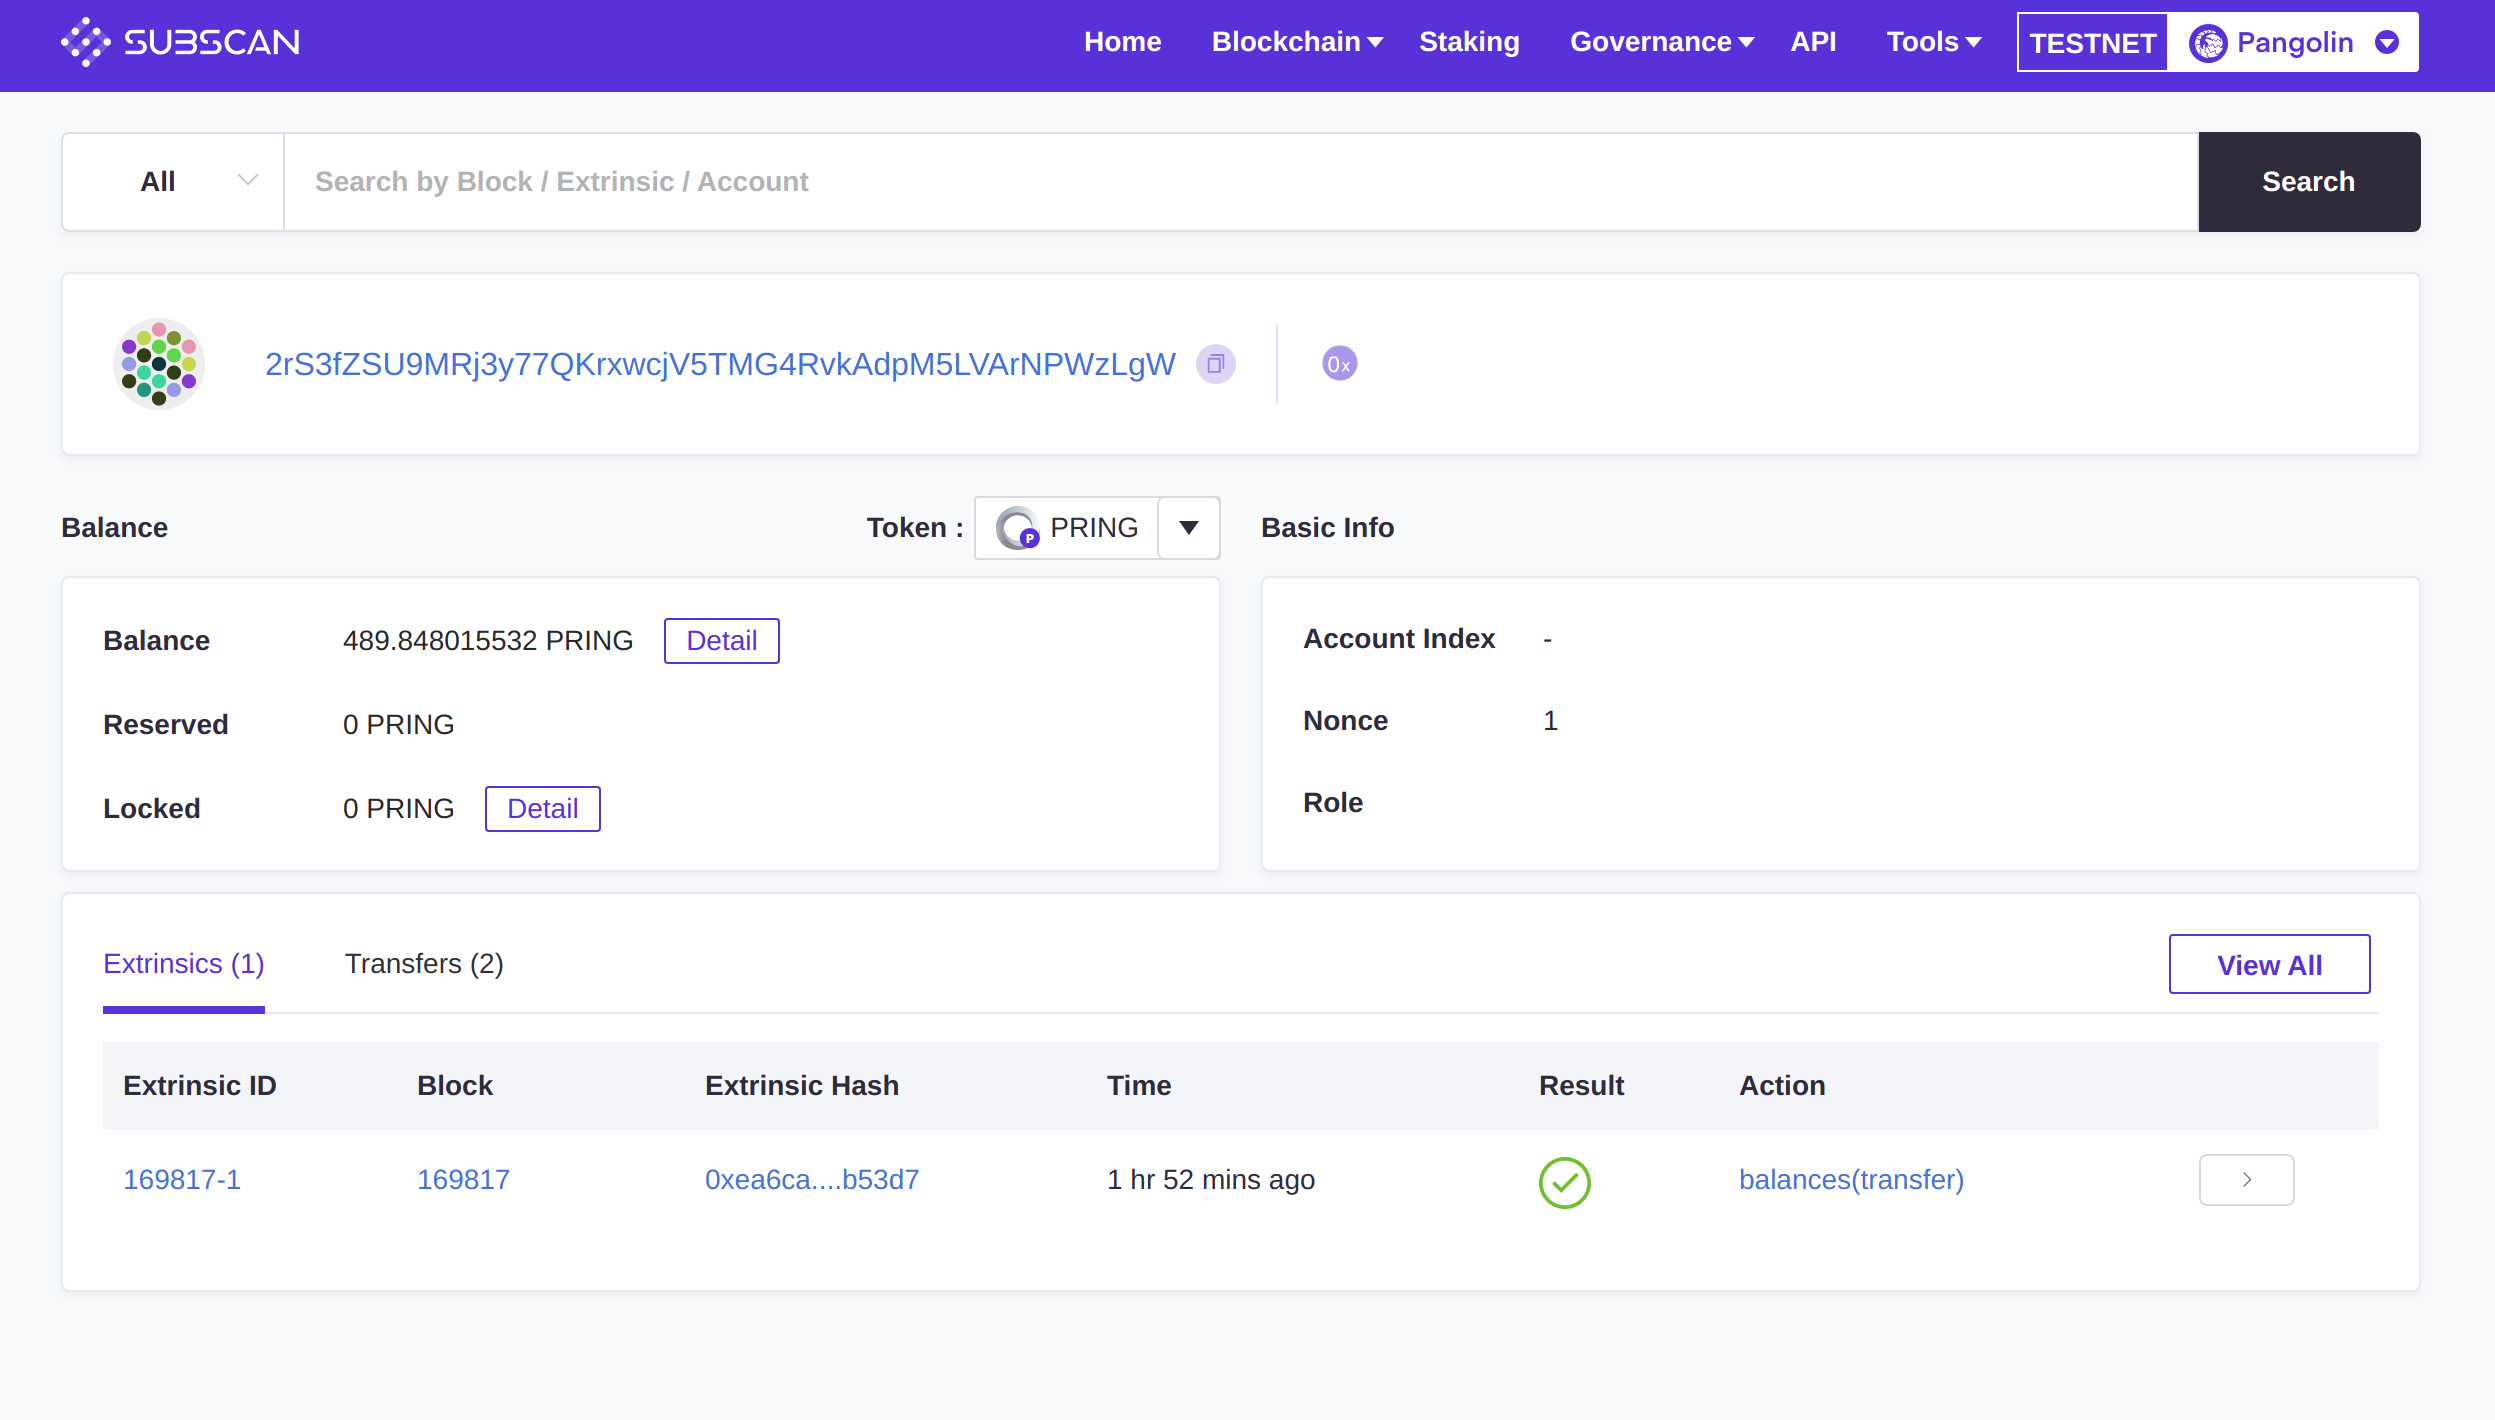 SUBSCAN Home Blockchain Staking Governance API Tools TESTNET Pangolin
All Search by Block / Extrinsic / Account Search
2rS3fZSU9MRj3y77QKrxwcjV5TMG4RvkAdpM5LVArNPWzLgW 0x
Balance Token : P PRING Basic Info
Balance 489.848015532 PRING Detail
Reserved 0 PRING
Locked 0 PRING Detail
Account Index -
Nonce 1
Role
Extrinsics (1) Transfers (2) View All
Extrinsic ID Block Extrinsic Hash Time Result Action
169817-1 169817 0xea6ca....b53d7 1 hr 52 mins ago balances(transfer)